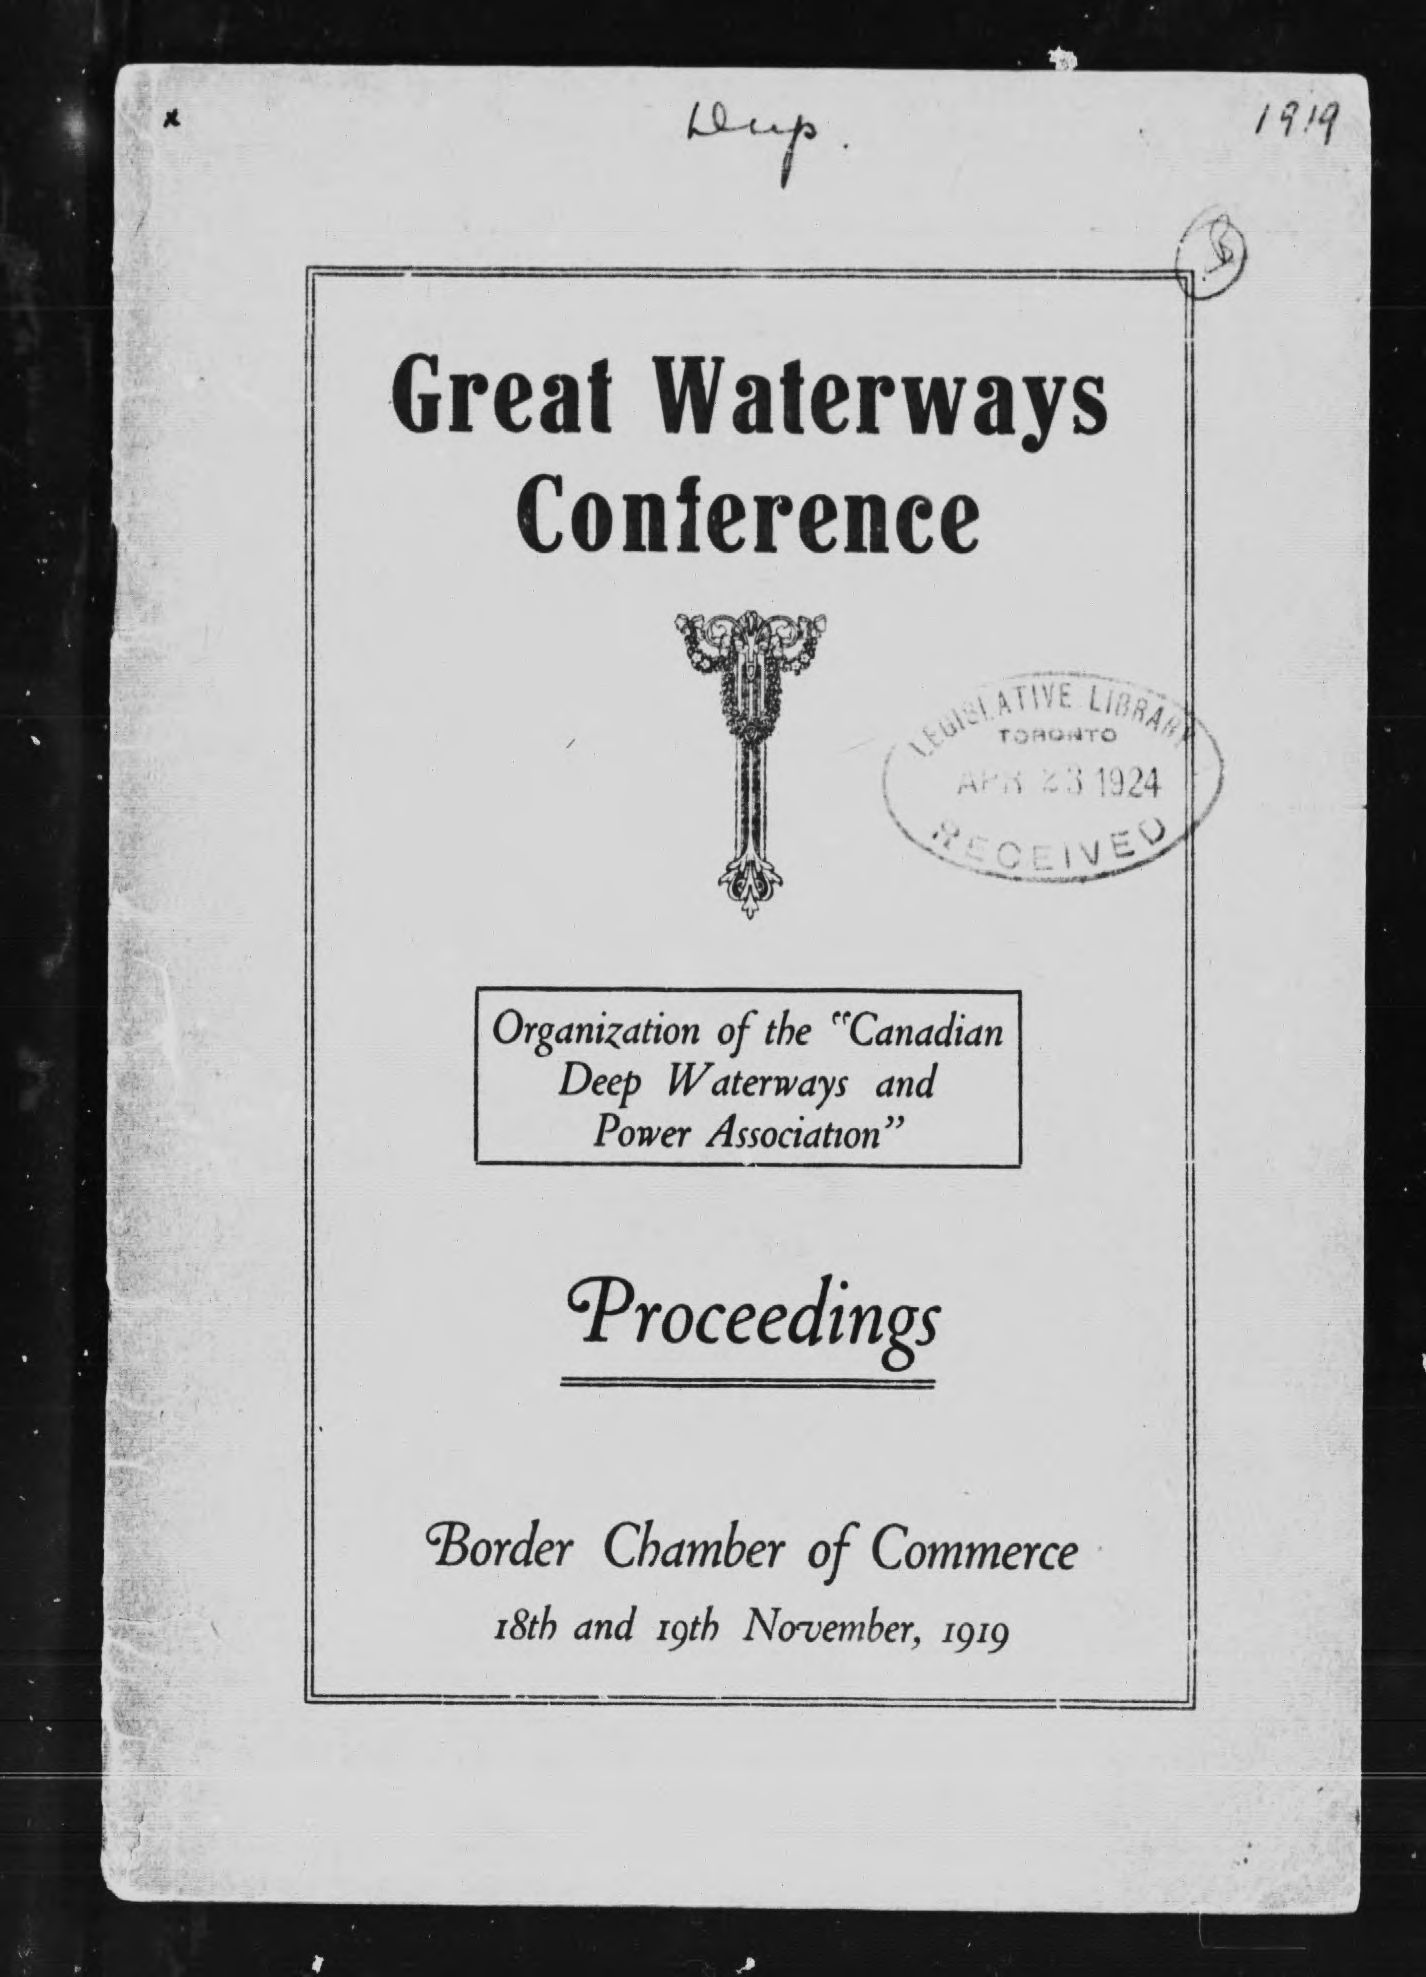 x
Dup.
1919
Great Waterways
Conference
LEGISLATIVE LIBRARY
TORONTO
APR 23 1924
RECEIVED
Organization of the "Canadian
Deep Waterways and
Power Association"
Proceedings
Border Chamber of Commerce
18th and 19th November, 1919